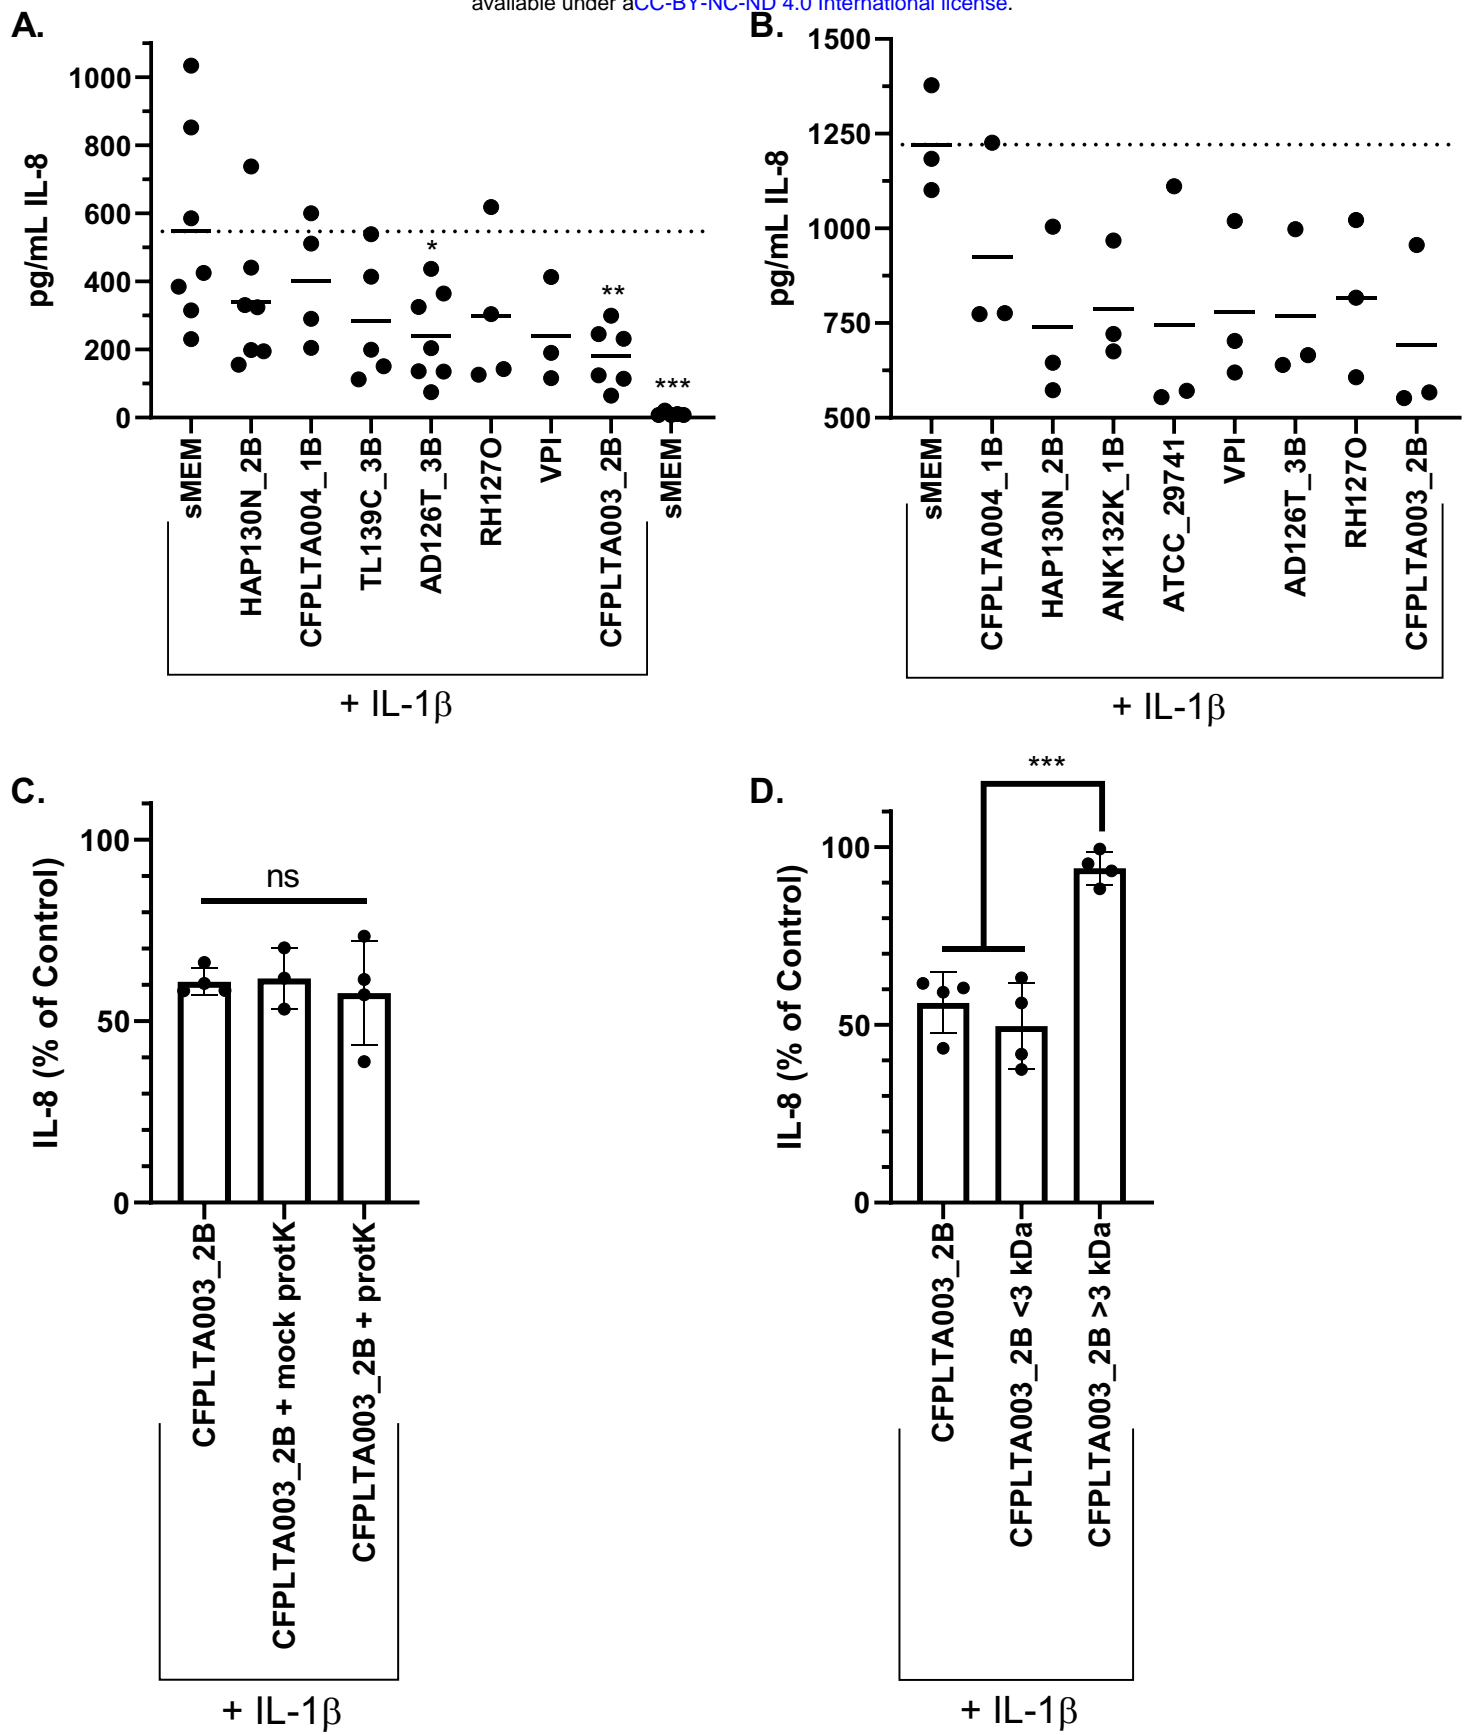 available under aCC-BY-NC-ND 4.0 International license.
A.
pg/mL IL-8
1000
800
600
400
200
0
*
**
***
sMEM
HAP130N_2B
CFPLTA004_1B
TL139C_3B
AD126T_3B
RH127O
VPI
CFPLTA003_2B
sMEM
+ IL-1β
B.
pg/mL IL-8
1500
1250
1000
750
500
sMEM
CFPLTA004_1B
HAP130N_2B
ANK132K_1B
ATCC_29741
VPI
AD126T_3B
RH127O
CFPLTA003_2B
+ IL-1β
C.
IL-8 (% of Control)
100
50
0
ns
CFPLTA003_2B
CFPLTA003_2B + mock protK
CFPLTA003_2B + protK
+ IL-1β
D.
IL-8 (% of Control)
100
50
0
***
CFPLTA003_2B
CFPLTA003_2B <3 kDa
CFPLTA003_2B >3 kDa
+ IL-1β